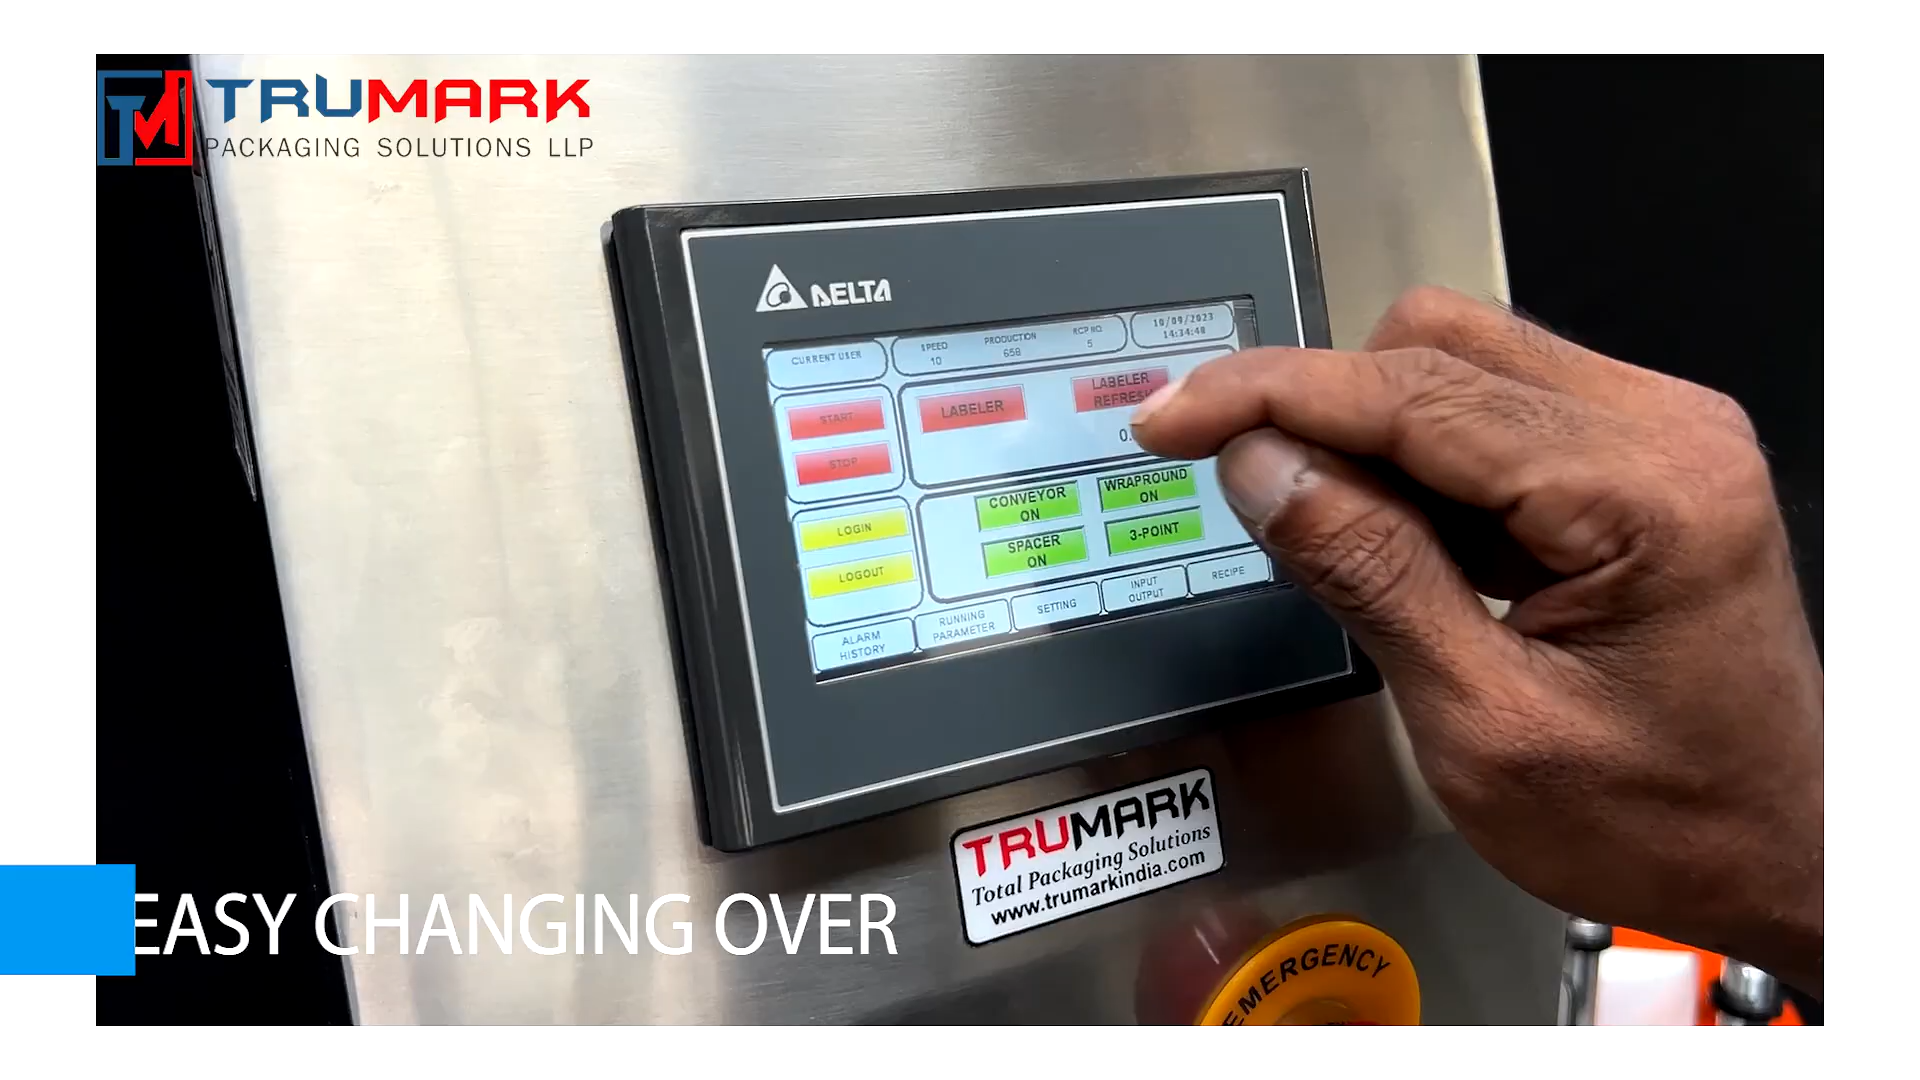 TRUMARK
PACKAGING SOLUTIONS LLP
DELTA
CURRENT USER
SPEED
10
PRODUCTION
658
RCP NO.
5
10/09/2023
14:34:48
START
STOP
LABELER
LABELER
REFRESH
0.
LOGIN
LOGOUT
CONVEYOR
ON
WRAPROUND
ON
SPACER
ON
3-POINT
ALARM
HISTORY
RUNNING
PARAMETER
SETTING
INPUT
OUTPUT
RECIPE
TRUMARK
Total Packaging Solutions
www.trumarkindia.com
EASY CHANGING OVER
EMERGENCY